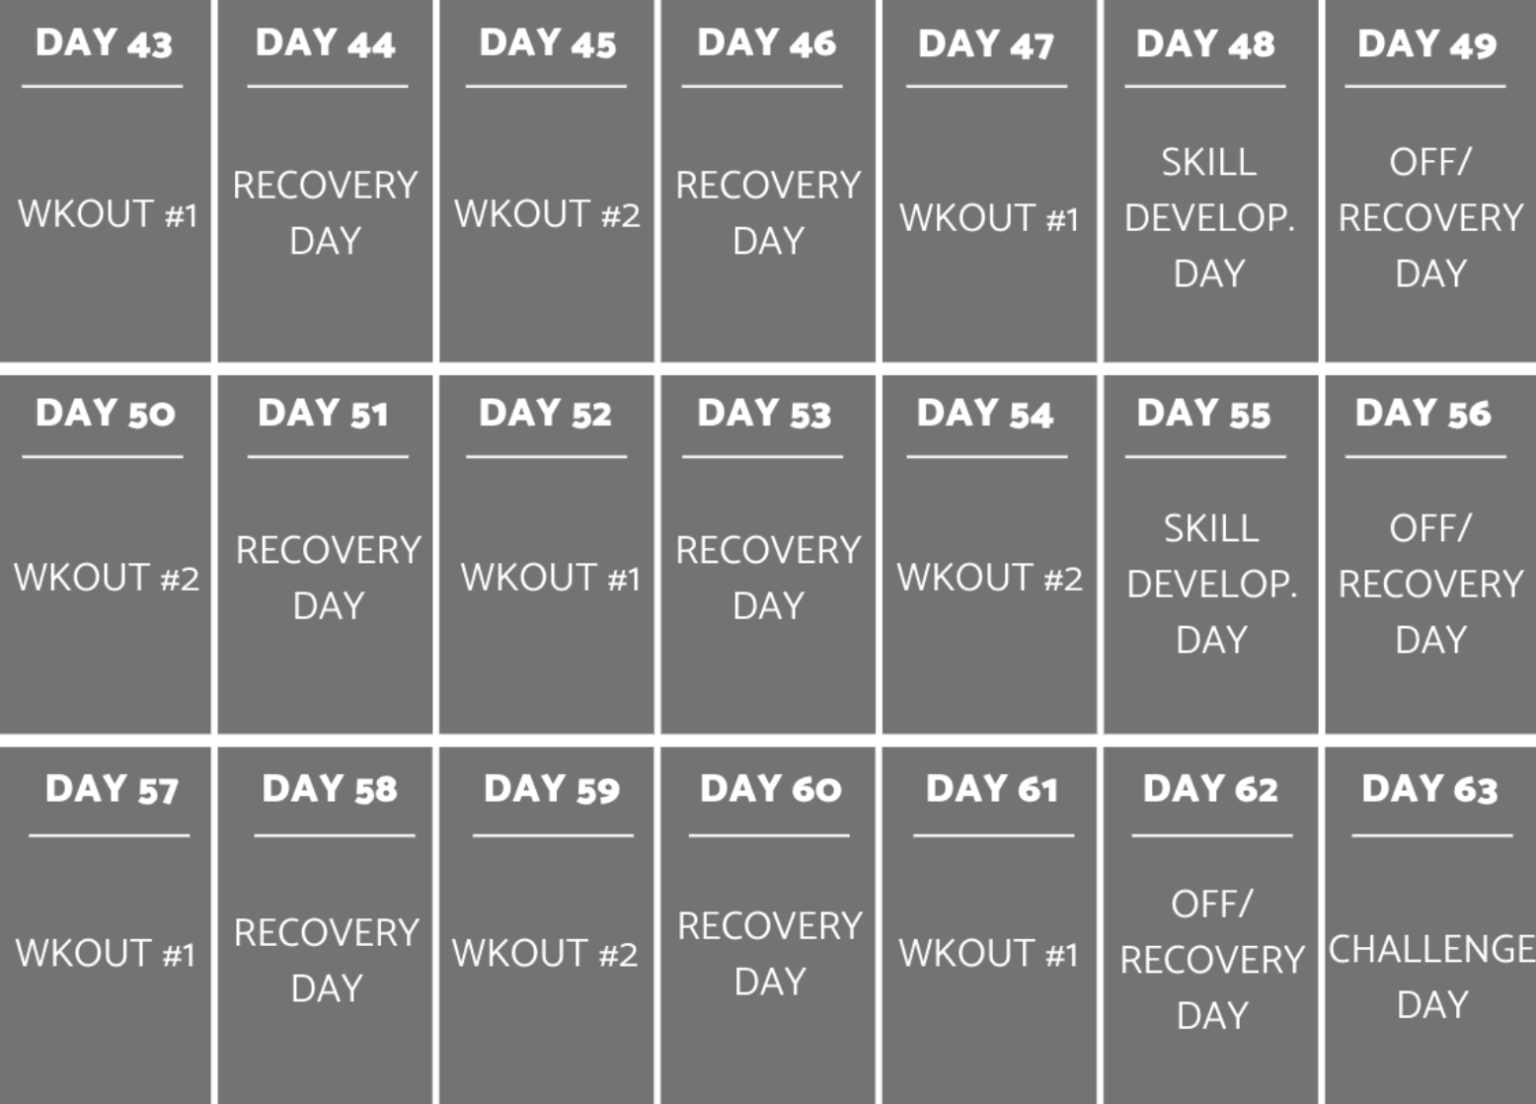 DAY 43
WKOUT #1
DAY 44
RECOVERY
DAY
DAY 45
WKOUT #2
DAY 46
RECOVERY
DAY
DAY 47
WKOUT #1
DAY 48
SKILL
DEVELOP.
DAY
DAY 49
OFF/
RECOVERY
DAY
DAY 50
WKOUT #2
DAY 51
RECOVERY
DAY
DAY 52
WKOUT #1
DAY 53
RECOVERY
DAY
DAY 54
WKOUT #2
DAY 55
SKILL
DEVELOP.
DAY
DAY 56
OFF/
RECOVERY
DAY
DAY 57
WKOUT #1
DAY 58
RECOVERY
DAY
DAY 59
WKOUT #2
DAY 60
RECOVERY
DAY
DAY 61
WKOUT #1
DAY 62
OFF/
RECOVERY
DAY
DAY 63
CHALLENGE
DAY